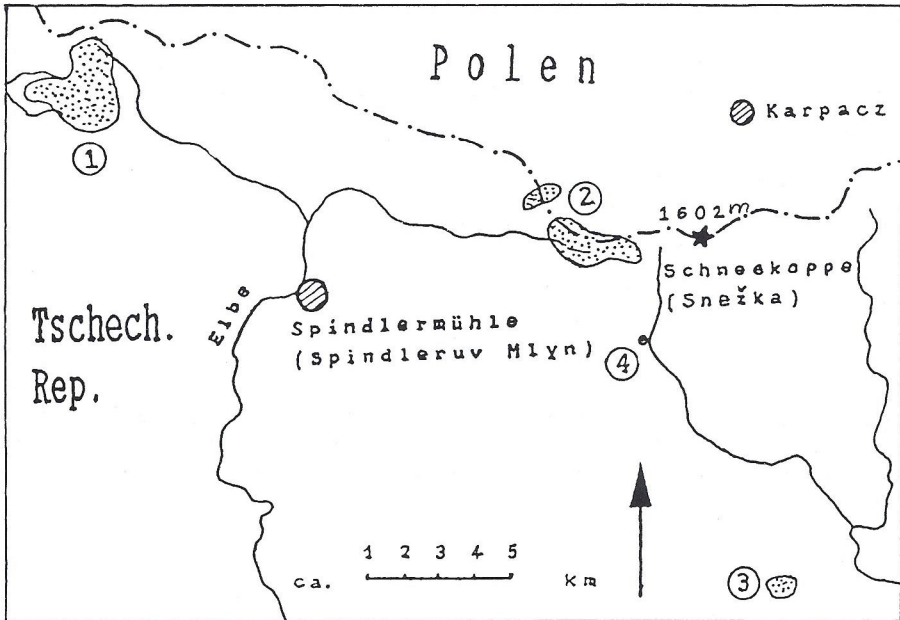 Polen
Karpacz
1
2
1602m
Schneekoppe
(Snežka)
Elbe
Tschech.
Rep.
Spindlermühle
(Spindleruv Mlyn)
4
1 2 3 4 5
ca. km
3